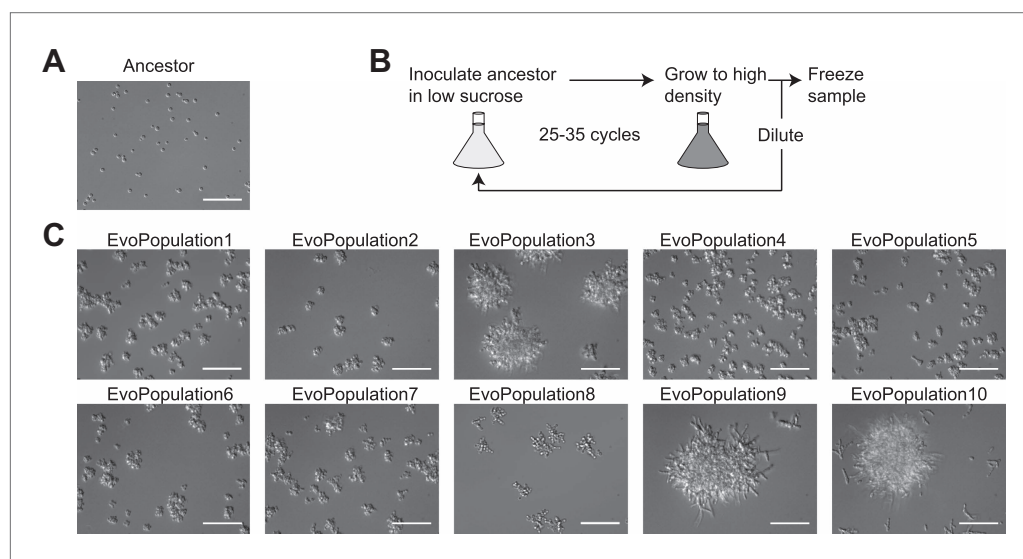 A
Ancestor
B
Inoculate ancestor
in low sucrose
25-35 cycles
Grow to high
density
Dilute
Freeze
sample
C
EvoPopulation1
EvoPopulation2
EvoPopulation3
EvoPopulation4
EvoPopulation5
EvoPopulation6
EvoPopulation7
EvoPopulation8
EvoPopulation9
EvoPopulation10